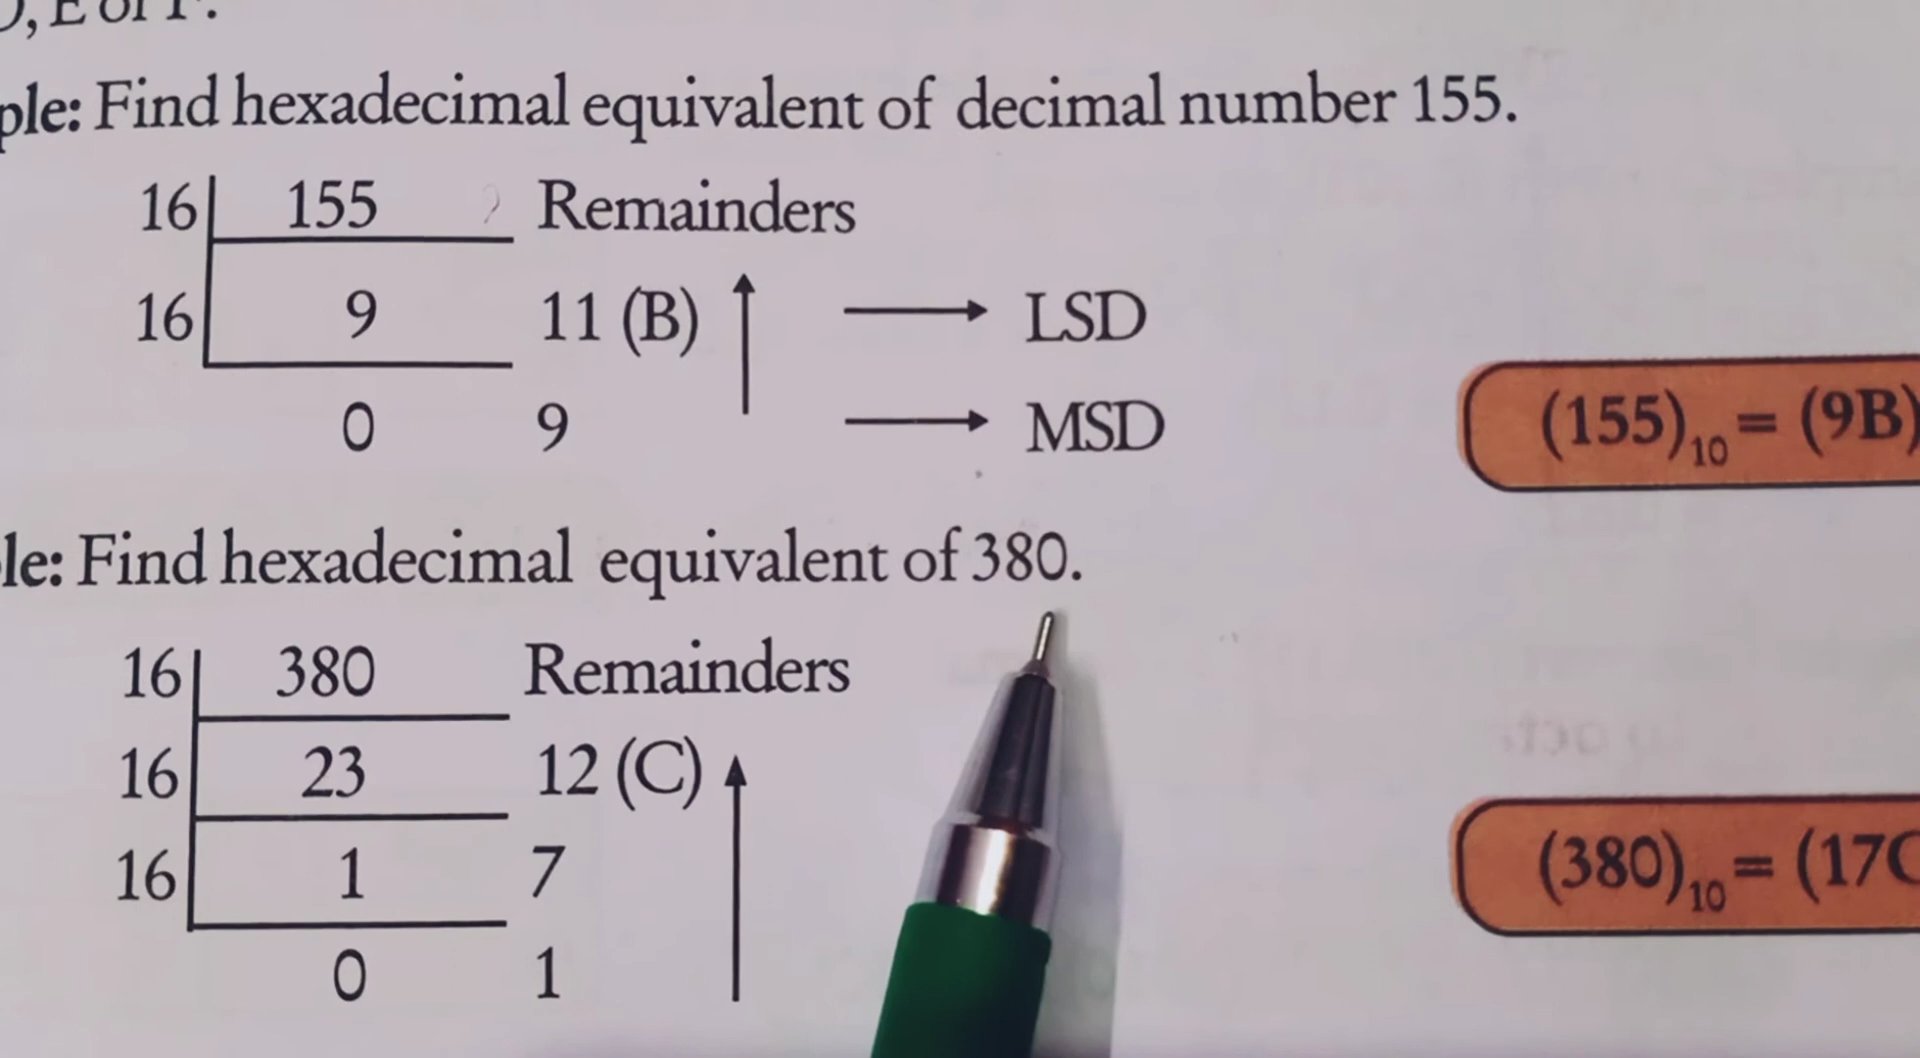 D, E or F.
ple: Find hexadecimal equivalent of decimal number 155.
16 155 Remainders
16 9 11 (B) LSD
0 9 MSD
(155)10 = (9B)
le: Find hexadecimal equivalent of 380.
16 380 Remainders
16 23 12 (C)
16 1 7
0 1
(380)10 = (17C